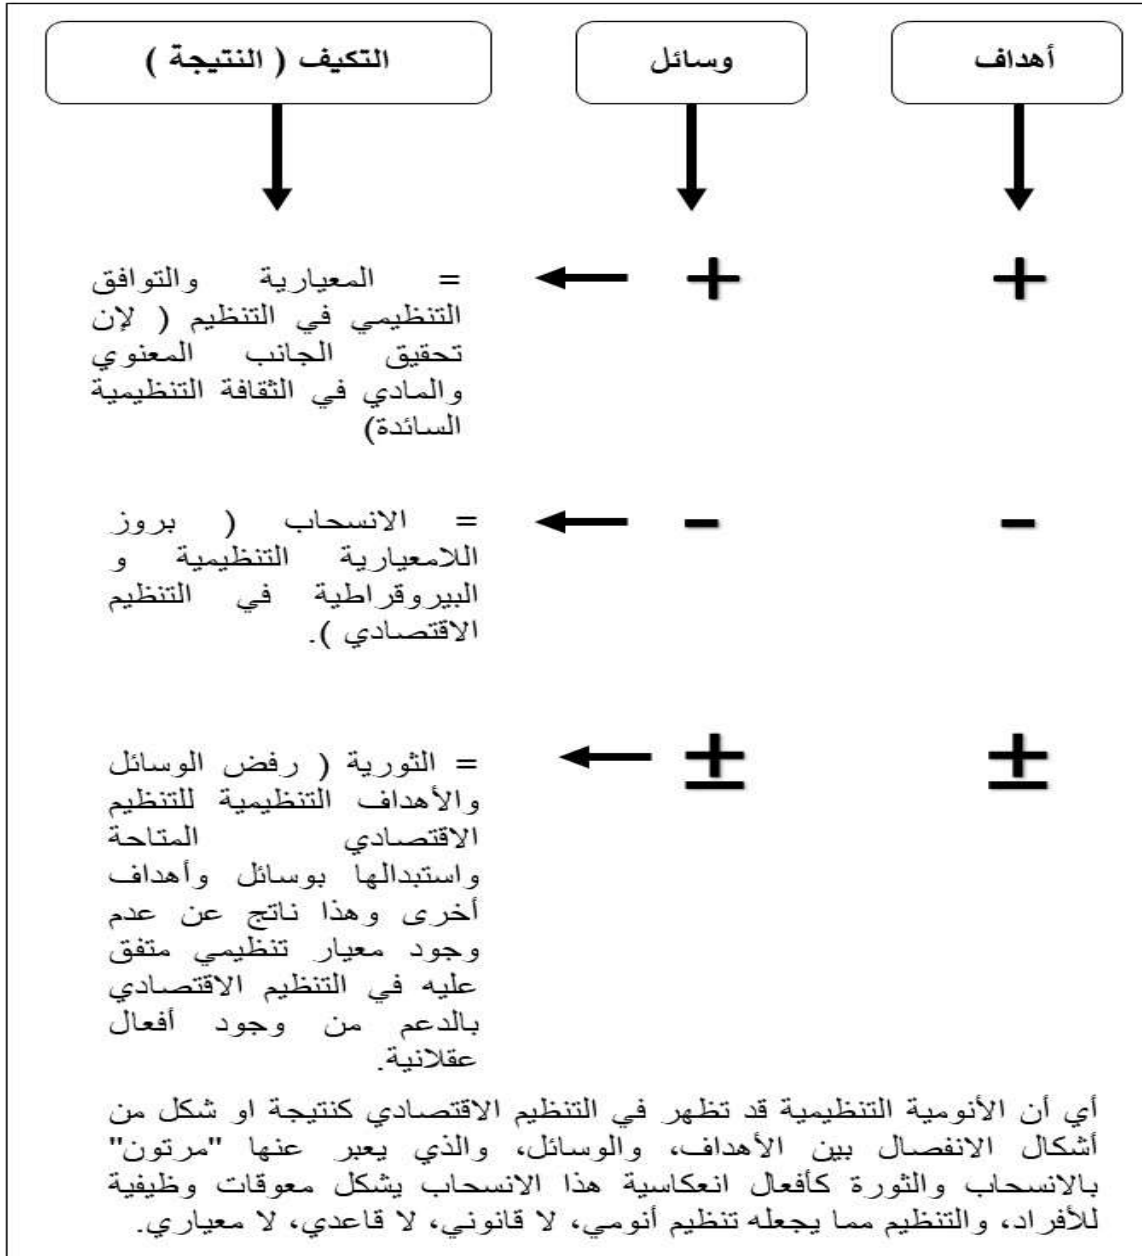 أهداف
وسائل
التكيف ( النتيجة )
+
+
= المعيارية والتوافق
التنظيمي في التنظيم ( لإن
تحقيق الجانب المعنوي
والمادي في الثقافة التنظيمية
السائدة)
-
-
= الانسحاب ( بروز
اللامعيارية التنظيمية و
البيروقراطية في التنظيم
الاقتصادي ).
±
±
= الثورية ( رفض الوسائل
والأهداف التنظيمية للتنظيم
الاقتصادي المتاحة
واستبدالها بوسائل وأهداف
أخرى وهذا ناتج عن عدم
وجود معيار تنظيمي متفق
عليه في التنظيم الاقتصادي
بالدعم من وجود أفعال
عقلانية.
أي أن الأنومية التنظيمية قد تظهر في التنظيم الاقتصادي كنتيجة او شكل من
أشكال الانفصال بين الأهداف، والوسائل، والذي يعبر عنها "مرتون"
بالانسحاب والثورة كأفعال انعكاسية هذا الانسحاب يشكل معوقات وظيفية
للأفراد، والتنظيم مما يجعله تنظيم أنومي، لا قانوني، لا قاعدي، لا معياري.